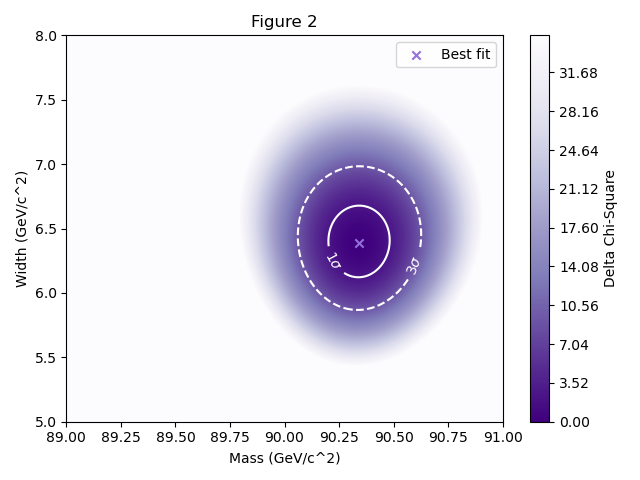 Figure 2
Best fit
8.0
7.5
7.0
6.5
6.0
5.5
5.0
Width (GeV/c^2)
1σ
3σ
89.00 89.25 89.50 89.75 90.00 90.25 90.50 90.75 91.00
Mass (GeV/c^2)
31.68
28.16
24.64
21.12
17.60
14.08
10.56
7.04
3.52
0.00
Delta Chi-Square